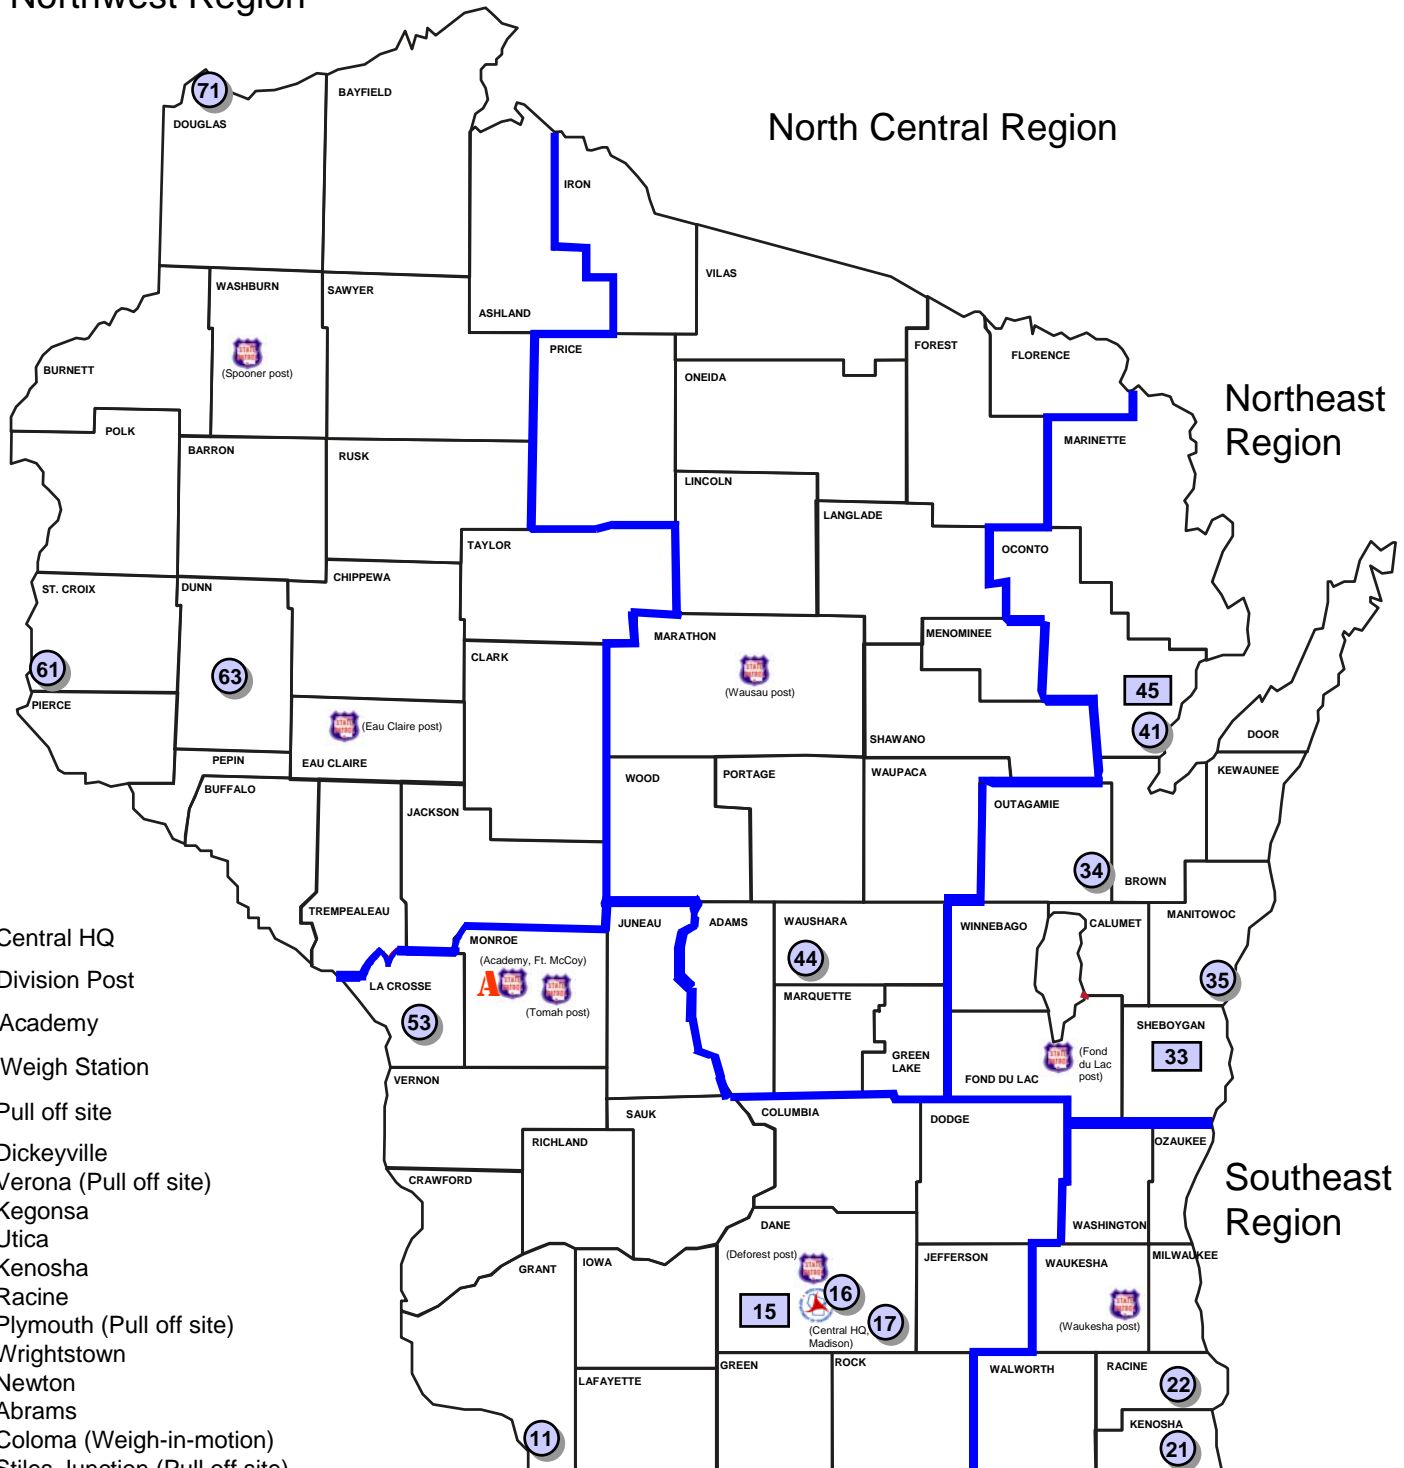 Northwest Region
71
BAYFIELD
DOUGLAS
North Central Region
IRON
VILAS
WASHBURN
SAWYER
ASHLAND
FOREST
FLORENCE
PRICE
BURNETT
(Spooner post)
ONEIDA
Northeast
Region
POLK
MARINETTE
BARRON
RUSK
LINCOLN
LANGLADE
TAYLOR
OCONTO
CHIPPEWA
ST. CROIX
DUNN
MENOMINEE
MARATHON
CLARK
61
63
(Wausau post)
45
PIERCE
(Eau Claire post)
41
SHAWANO
DOOR
PEPIN
EAU CLAIRE
KEWAUNEE
WOOD
PORTAGE
WAUPACA
BUFFALO
OUTAGAMIE
JACKSON
34
BROWN
TREMPEALEAU
MANITOWOC
JUNEAU
ADAMS
WAUSHARA
WINNEBAGO
CALUMET
Central HQ
MONROE
(Academy, Ft. McCoy)
44
Division Post
LA CROSSE
A
35
MARQUETTE
(Tomah post)
Academy
53
SHEBOYGAN
GREEN
LAKE
(Fond
du Lac
post)
33
Weigh Station
VERNON
FOND DU LAC
Pull off site
SAUK
COLUMBIA
DODGE
RICHLAND
OZAUKEE
Dickeyville
Verona (Pull off site)
CRAWFORD
Southeast
Region
Kegonsa
DANE
WASHINGTON
Utica
(Deforest post)
JEFFERSON
WAUKESHA
MILWAUKEE
Kenosha
GRANT
IOWA
Racine
16
15
17
Plymouth (Pull off site)
(Central HQ,
Madison)
(Waukesha post)
Wrightstown
GREEN
ROCK
WALWORTH
RACINE
Newton
LAFAYETTE
22
Abrams
KENOSHA
Coloma (Weigh-in-motion)
11
21
Stiles Junction (Pull off site)